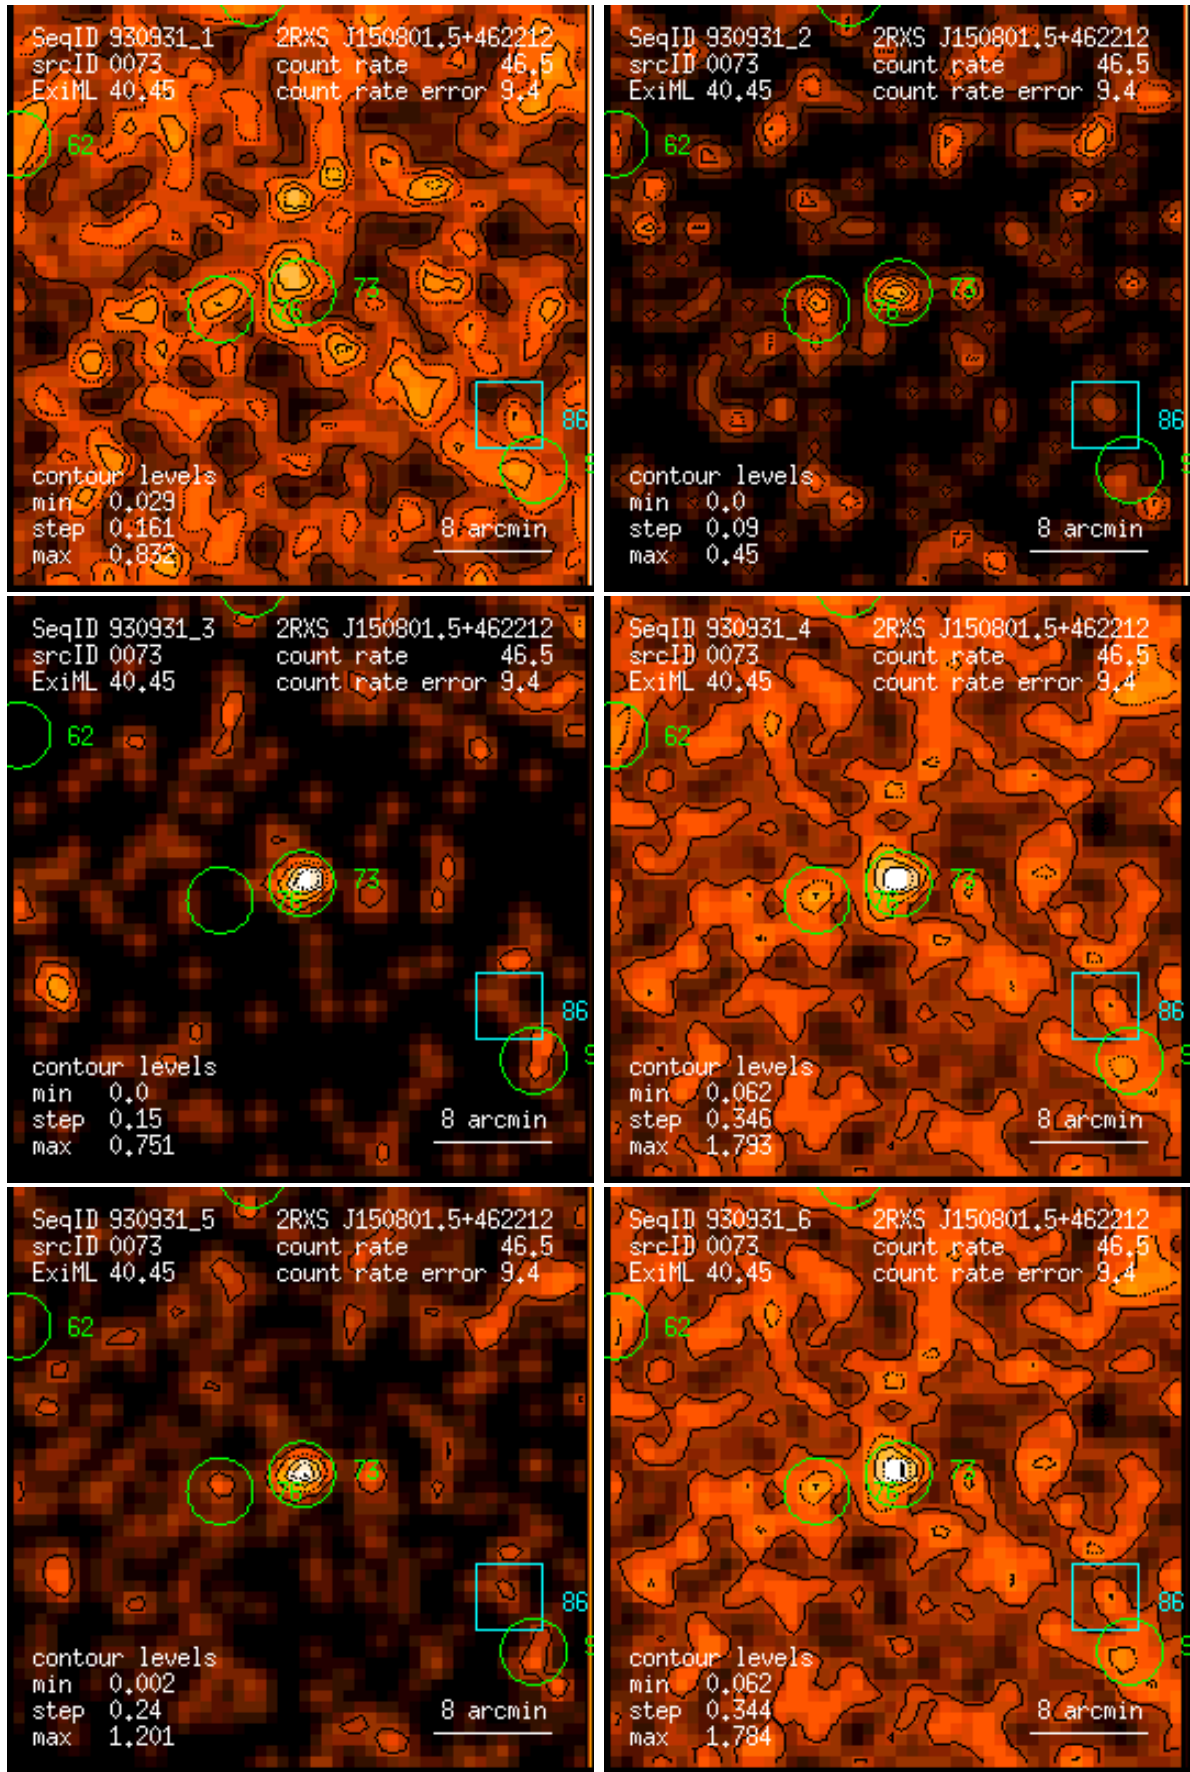 SeqID 930931_1 2RXS J150801.5+462212
srcID 0073 count rate 46.5
ExiML 40.45 count rate error 9.4
62
73
76
86
contour levels
min 0.029
step 0.161 8 arcmin
max 0.832
SeqID 930931_2 2RXS J150801.5+462212
srcID 0073 count rate 46.5
ExiML 40.45 count rate error 9.4
62
73
76
86
contour levels
min 0.0
step 0.09 8 arcmin
max 0.45
SeqID 930931_3 2RXS J150801.5+462212
srcID 0073 count rate 46.5
ExiML 40.45 count rate error 9.4
62
73
76
86
contour levels
min 0.0
step 0.15 8 arcmin
max 0.751
SeqID 930931_4 2RXS J150801.5+462212
srcID 0073 count rate 46.5
ExiML 40.45 count rate error 9.4
62
73
76
86
contour levels
min 0.062
step 0.346 8 arcmin
max 1.793
SeqID 930931_5 2RXS J150801.5+462212
srcID 0073 count rate 46.5
ExiML 40.45 count rate error 9.4
62
73
76
86
contour levels
min 0.002
step 0.24 8 arcmin
max 1.201
SeqID 930931_6 2RXS J150801.5+462212
srcID 0073 count rate 46.5
ExiML 40.45 count rate error 9.4
62
73
76
86
contour levels
min 0.062
step 0.344 8 arcmin
max 1.784